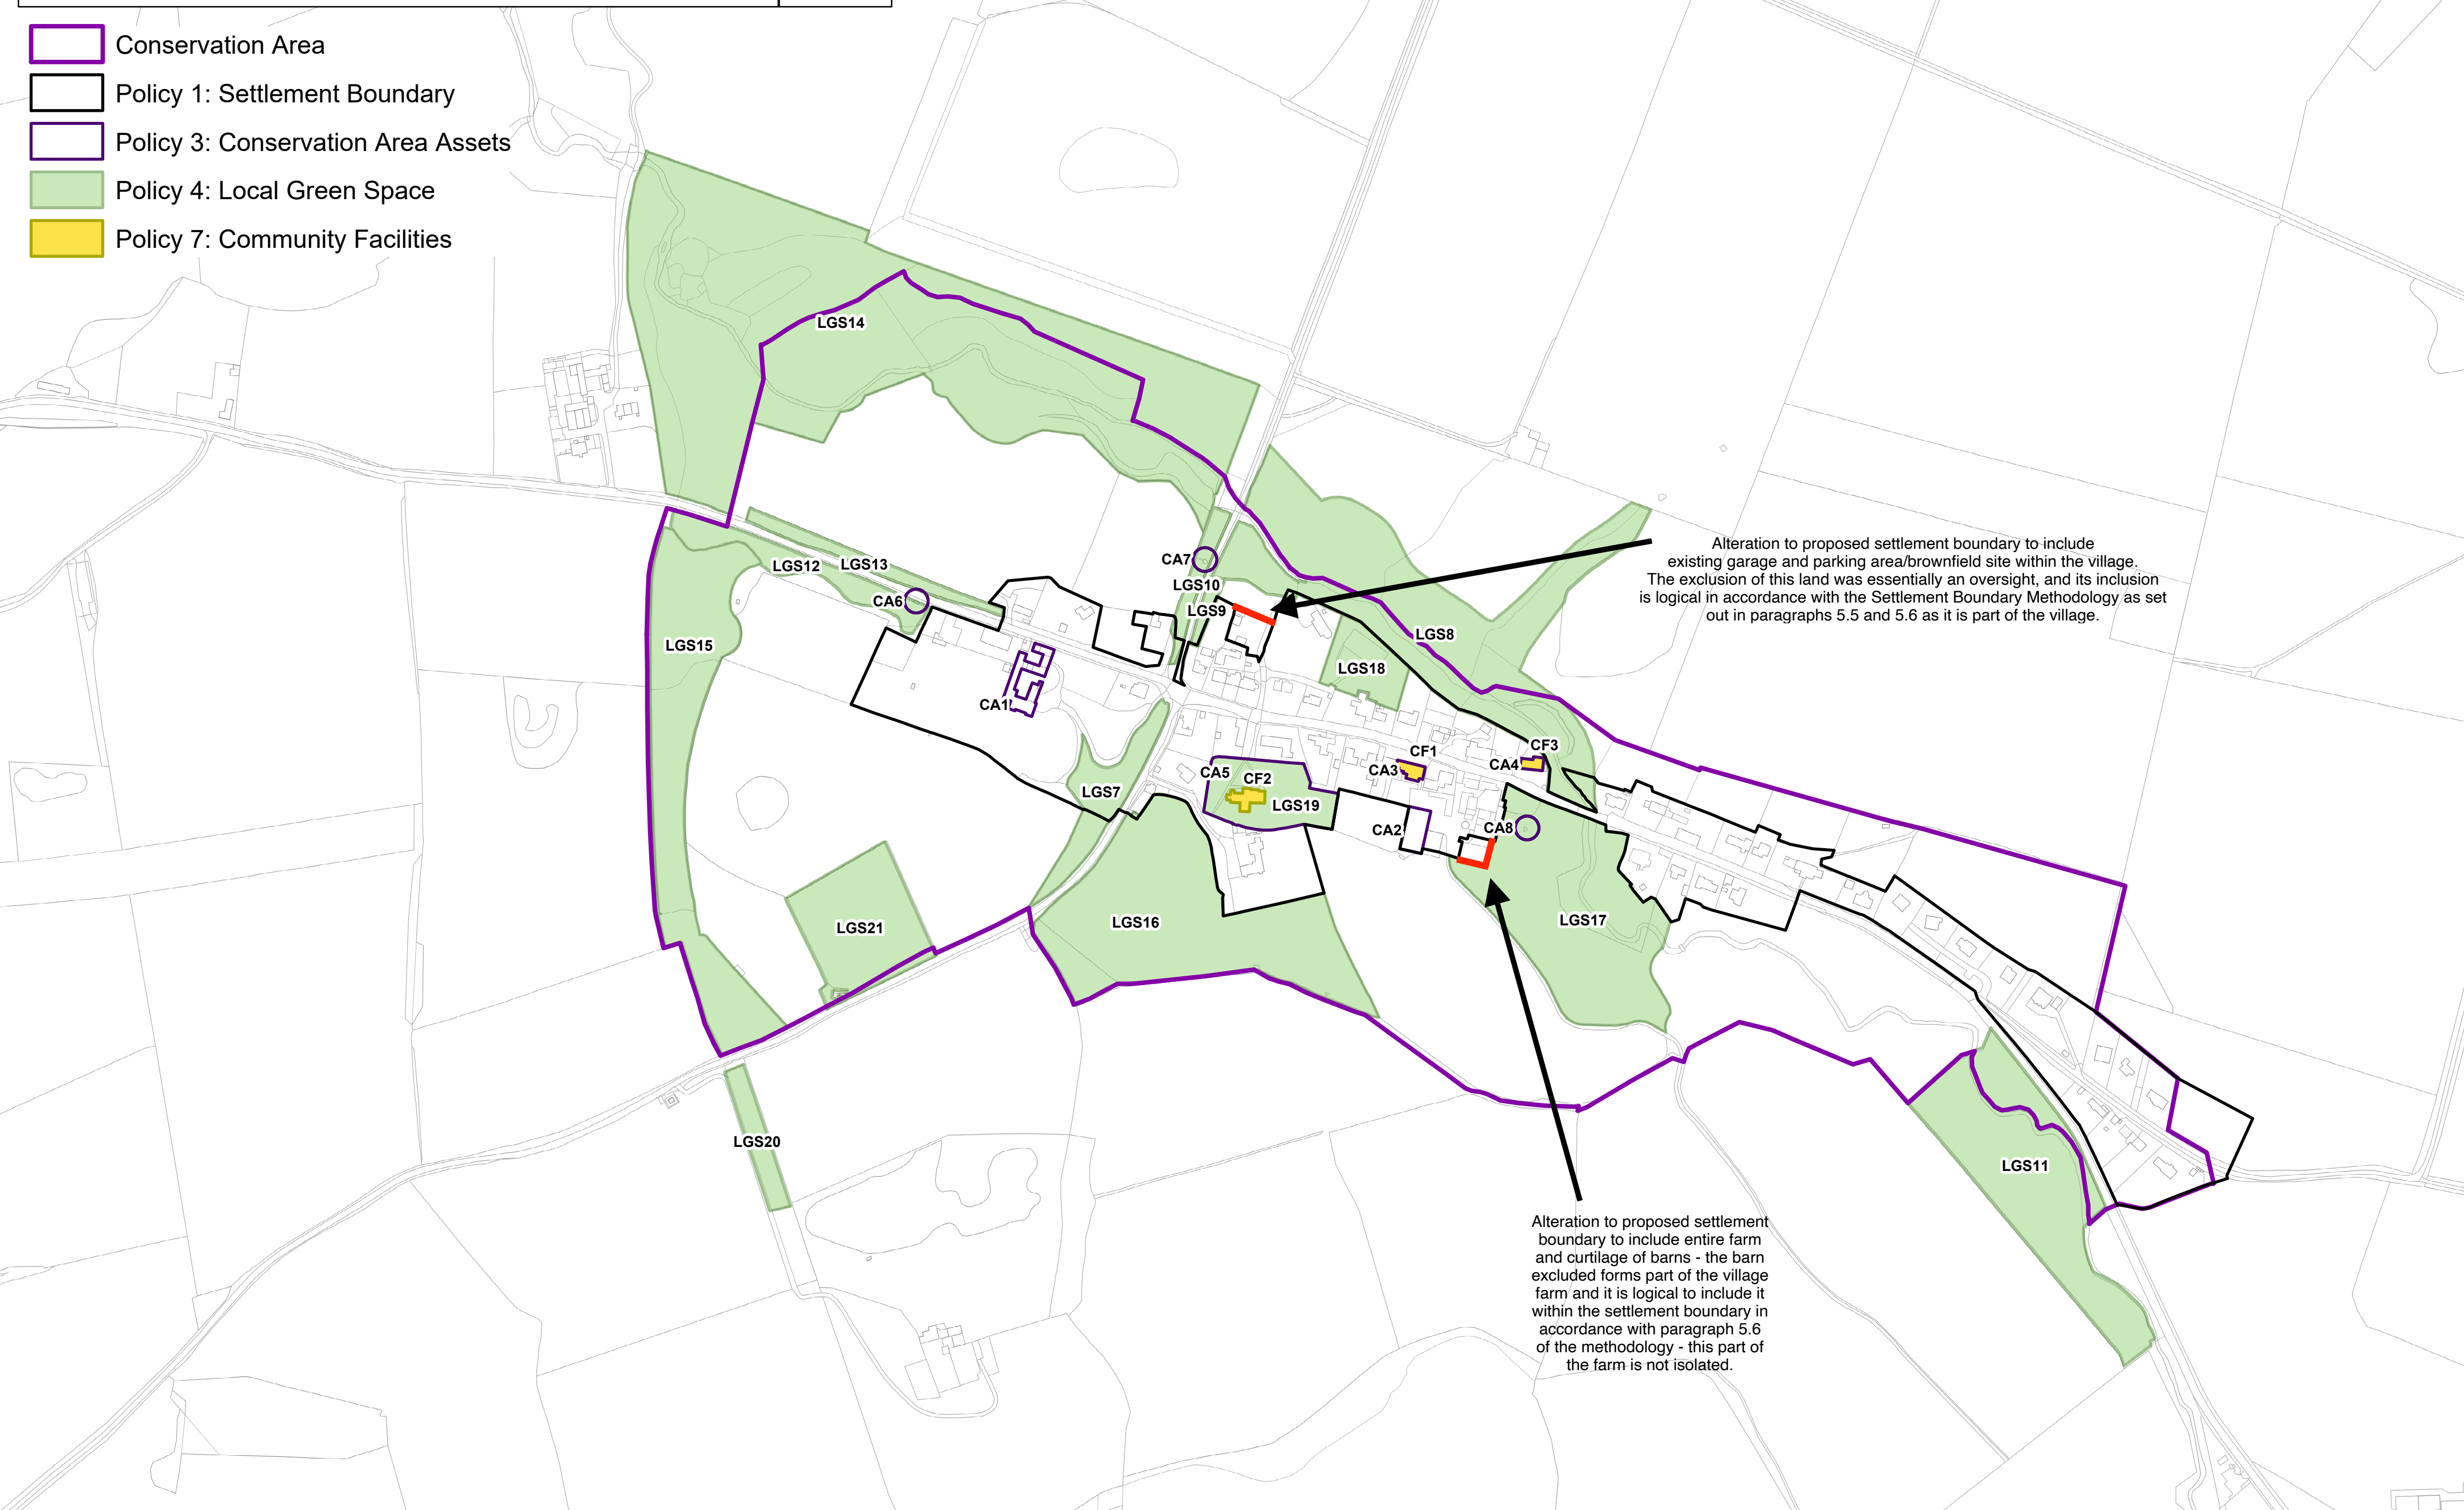 Conservation Area
Policy 1: Settlement Boundary
Policy 3: Conservation Area Assets
Policy 4: Local Green Space
Policy 7: Community Facilities
LGS14
Alteration to proposed settlement boundary to include
existing garage and parking area/brownfield site within the village.
The exclusion of this land was essentially an oversight, and its inclusion
is logical in accordance with the Settlement Boundary Methodology as set
out in paragraphs 5.5 and 5.6 as it is part of the village.
CA7
LGS12
LGS13
LGS10
CA6
LGS9
LGS8
LGS15
LGS18
CA1
CF3
CF1
CA4
CA5
CA3
CF2
LGS7
LGS19
CA2
CA8
LGS17
LGS16
LGS21
LGS20
LGS11
Alteration to proposed settlement
boundary to include entire farm
and curtilage of barns - the barn
excluded forms part of the village
farm and it is logical to include it
within the settlement boundary in
accordance with paragraph 5.6
of the methodology - this part of
the farm is not isolated.